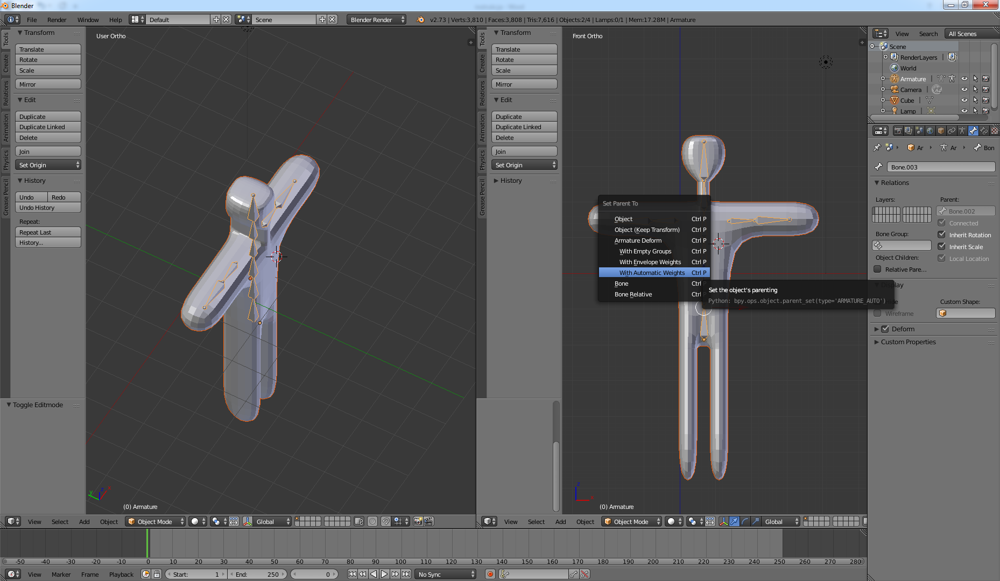 Blender
File Render Window Help Default Scene Blender Render v2.73 | Verts:3,810 | Faces:3,808 | Tris:7,616 | Objects:2/4 | Lamps:0/1 | Mem:17.28M | Armature
Tools
Create
Relations
Animation
Physics
Grease Pencil
Transform
Translate
Rotate
Scale
Mirror
Edit
Duplicate
Duplicate Linked
Delete
Join
Set Origin
History
Undo Redo
Undo History
Repeat:
Repeat Last
History...
Toggle Editmode
User Ortho
y z x
(0) Armature
View Select Add Object Object Mode Global
Tools
Create
Relations
Animation
Physics
Grease Pencil
Transform
Translate
Rotate
Scale
Mirror
Edit
Duplicate
Duplicate Linked
Delete
Join
Set Origin
History
Front Ortho
Set Parent To
Object Ctrl P
Object (Keep Transform) Ctrl P
Armature Deform Ctrl P
With Empty Groups Ctrl P
With Envelope Weights Ctrl P
With Automatic Weights Ctrl P
Bone Ctrl P
Bone Relative Ctrl
Set the object's parenting
Python: bpy.ops.object.parent_set(type='ARMATURE_AUTO')
z x
(0) Armature
View Select Add Object Object Mode Global
View Search All Scenes
Scene
RenderLayers |
World
Armature |
Camera |
Cube |
Lamp |
Ar Ar Bon
Bone.003
Relations
Layers: Parent:
Bone.002
Connected
Bone Group: Inherit Rotation
Inherit Scale
Object Children: Local Location
Relative Pare...
Display
Custom Shape:
Wireframe
Deform
Custom Properties
-50 -40 -30 -20 -10 0 10 20 30 40 50 60 70 80 90 100 110 120 130 140 150 160 170 180 190 200 210 220 230 240 250 260 270 280
View Marker Frame Playback Start: 1 End: 250 0 No Sync